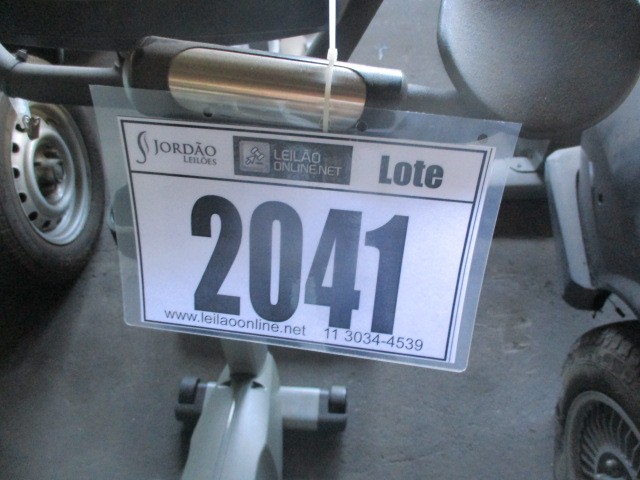 JORDÃO
LEILÕES
LEILÃO
ONLINE.NET
Lote
2041
www.leilaoonline.net 11 3034-4539